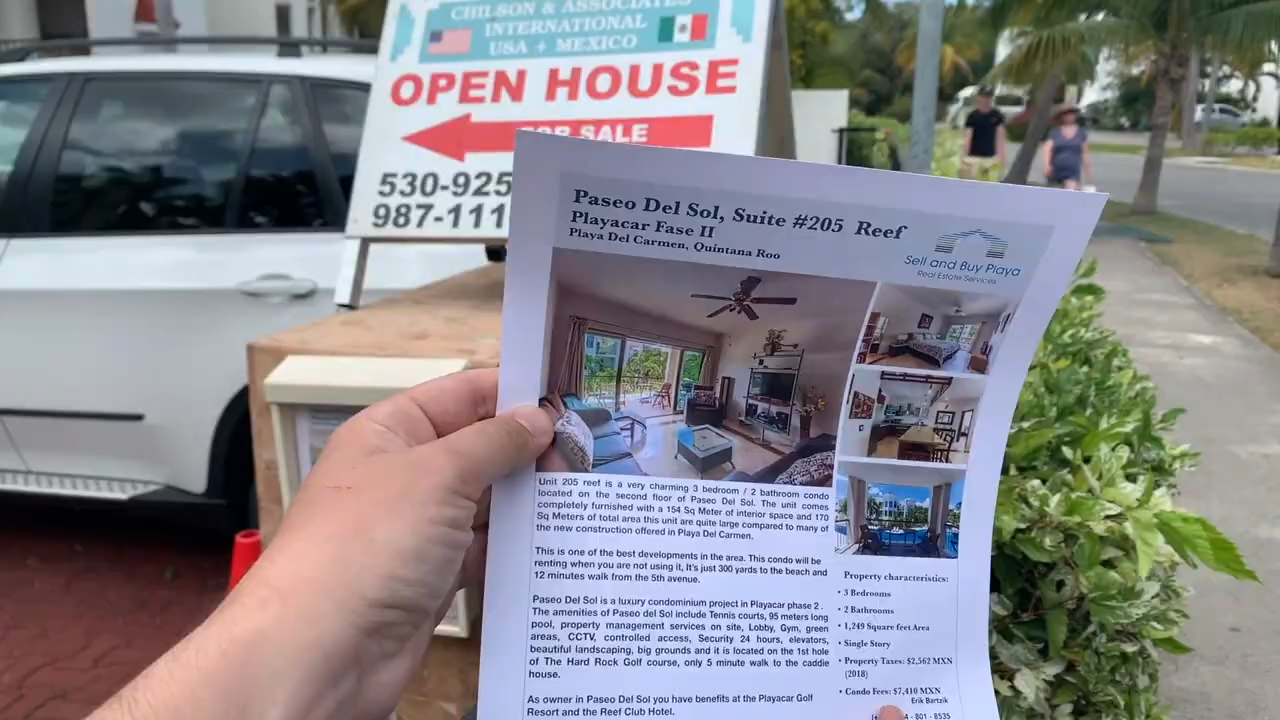 CHILSON & ASSOCIATES
INTERNATIONAL
USA + MEXICO
OPEN HOUSE
FOR SALE
530-925
987-111
Paseo Del Sol, Suite #205 Reef
Playacar Fase II
Playa Del Carmen, Quintana Roo
Sell and Buy Playa
Real Estate Services
Unit 205 reef is a very charming 3 bedroom / 2 bathroom condo
located on the second floor of Paseo Del Sol. The unit comes
completely furnished with a 154 Sq Meter of interior space and 170
Sq Meters of total area this unit are quite large compared to many of
the new construction offered in Playa Del Carmen.
This is one of the best developments in the area. This condo will be
renting when you are not using it, It's just 300 yards to the beach and
12 minutes walk from the 5th avenue.
Paseo Del Sol is a luxury condominium project in Playacar phase 2 .
The amenities of Paseo del Sol include Tennis courts, 95 meters long
pool, property management services on site, Lobby, Gym, green
areas, CCTV, controlled access, Security 24 hours, elevators,
beautiful landscaping, big grounds and it is located on the 1st hole
of The Hard Rock Golf course, only 5 minute walk to the caddie
house.
As owner in Paseo Del Sol you have benefits at the Playacar Golf
Resort and the Reef Club Hotel.
Property characteristics:
• 3 Bedrooms
• 2 Bathrooms
• 1,249 Square feet Area
• Single Story
• Property Taxes: $2,562 MXN
(2018)
• Condo Fees: $7,410 MXN
Erik Bartzik
4 - 801 - 8535